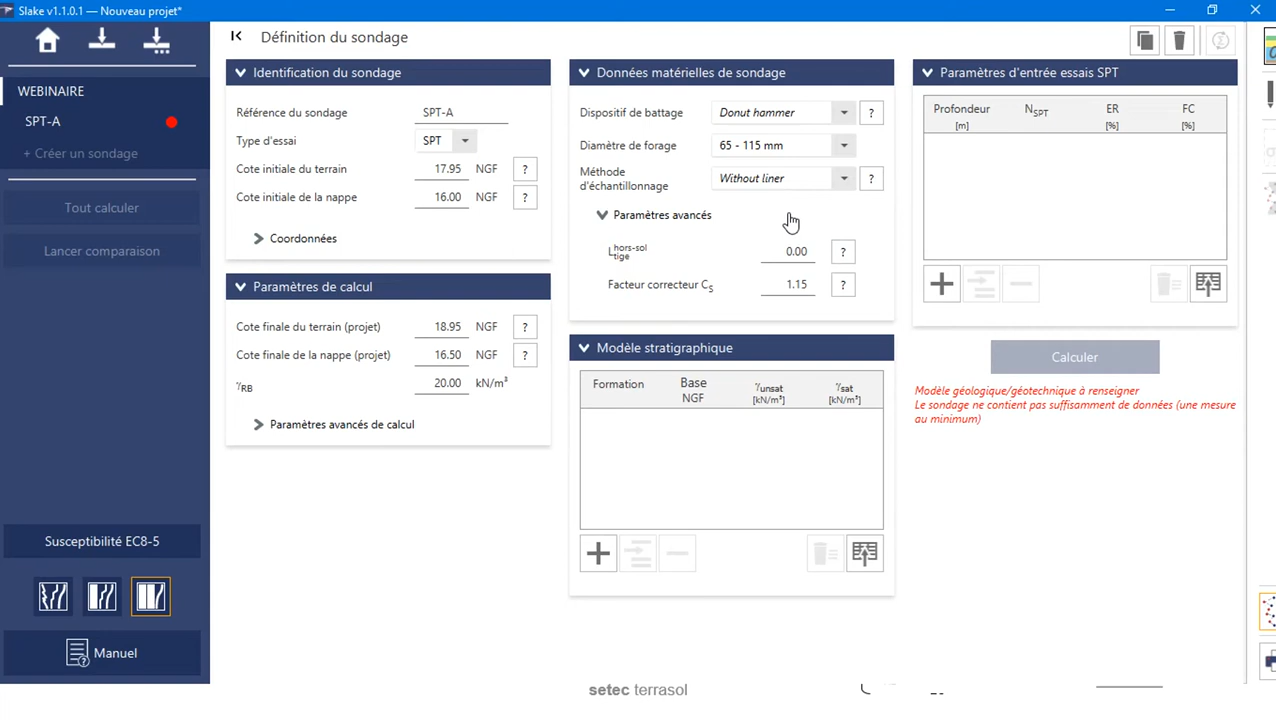 Slake v1.1.0.1 — Nouveau projet*
WEBINAIRE
SPT-A
+ Créer un sondage
Tout calculer
Lancer comparaison
Susceptibilité EC8-5
Manuel
Définition du sondage
Identification du sondage
Référence du sondage SPT-A
Type d'essai SPT
Cote initiale du terrain 17.95 NGF ?
Cote initiale de la nappe 16.00 NGF ?
Coordonnées
Paramètres de calcul
Cote finale du terrain (projet) 18.95 NGF ?
Cote finale de la nappe (projet) 16.50 NGF ?
γRB 20.00 kN/m³
Paramètres avancés de calcul
Données matérielles de sondage
Dispositif de battage Donut hammer ?
Diamètre de forage 65 - 115 mm
Méthode
d'échantillonnage Without liner ?
Paramètres avancés
L hors-sol tige 0.00 ?
Facteur correcteur CS 1.15 ?
Modèle stratigraphique
Formation Base γunsat γsat
NGF [kN/m³] [kN/m³]
Paramètres d'entrée essais SPT
Profondeur NSPT ER FC
[m] [%] [%]
Calculer
Modèle géologique/géotechnique à renseigner
Le sondage ne contient pas suffisamment de données (une mesure
au minimum)
setec terrasol